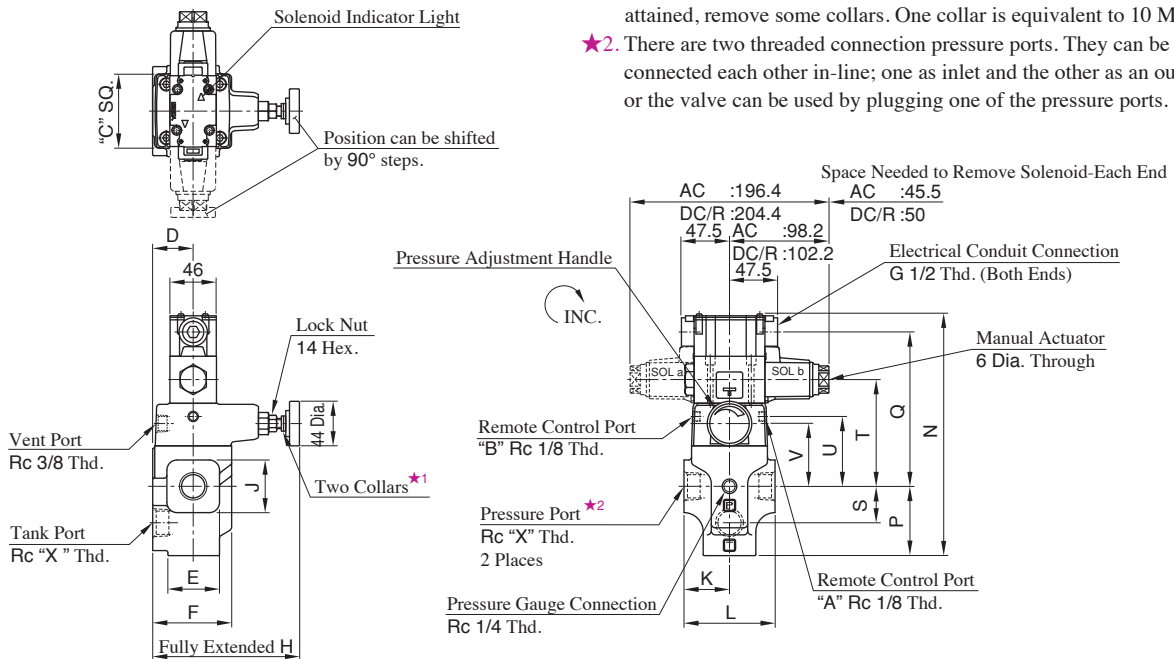 attained, remove some collars. One collar is equivalent to 10 M
★2. There are two threaded connection pressure ports. They can be
connected each other in-line; one as inlet and the other as an ou
or the valve can be used by plugging one of the pressure ports.
Solenoid Indicator Light
"C" SQ.
Position can be shifted
by 90° steps.
D
46
Lock Nut
14 Hex.
44 Dia.
Vent Port
Rc 3/8 Thd.
J
Two Collars★1
Tank Port
Rc "X" Thd.
E
F
Fully Extended H
Space Needed to Remove Solenoid-Each End
AC :196.4
DC/R :204.4
AC :45.5
DC/R :50
47.5
AC :98.2
DC/R :102.2
47.5
Pressure Adjustment Handle
INC.
Electrical Conduit Connection
G 1/2 Thd. (Both Ends)
Manual Actuator
6 Dia. Through
SOL a
SOL b
Remote Control Port
"B" Rc 1/8 Thd.
V
U
T
Q
N
S
P
Pressure Port★2
Rc "X" Thd.
2 Places
P
K
L
Pressure Gauge Connection
Rc 1/4 Thd.
Remote Control Port
"A" Rc 1/8 Thd.